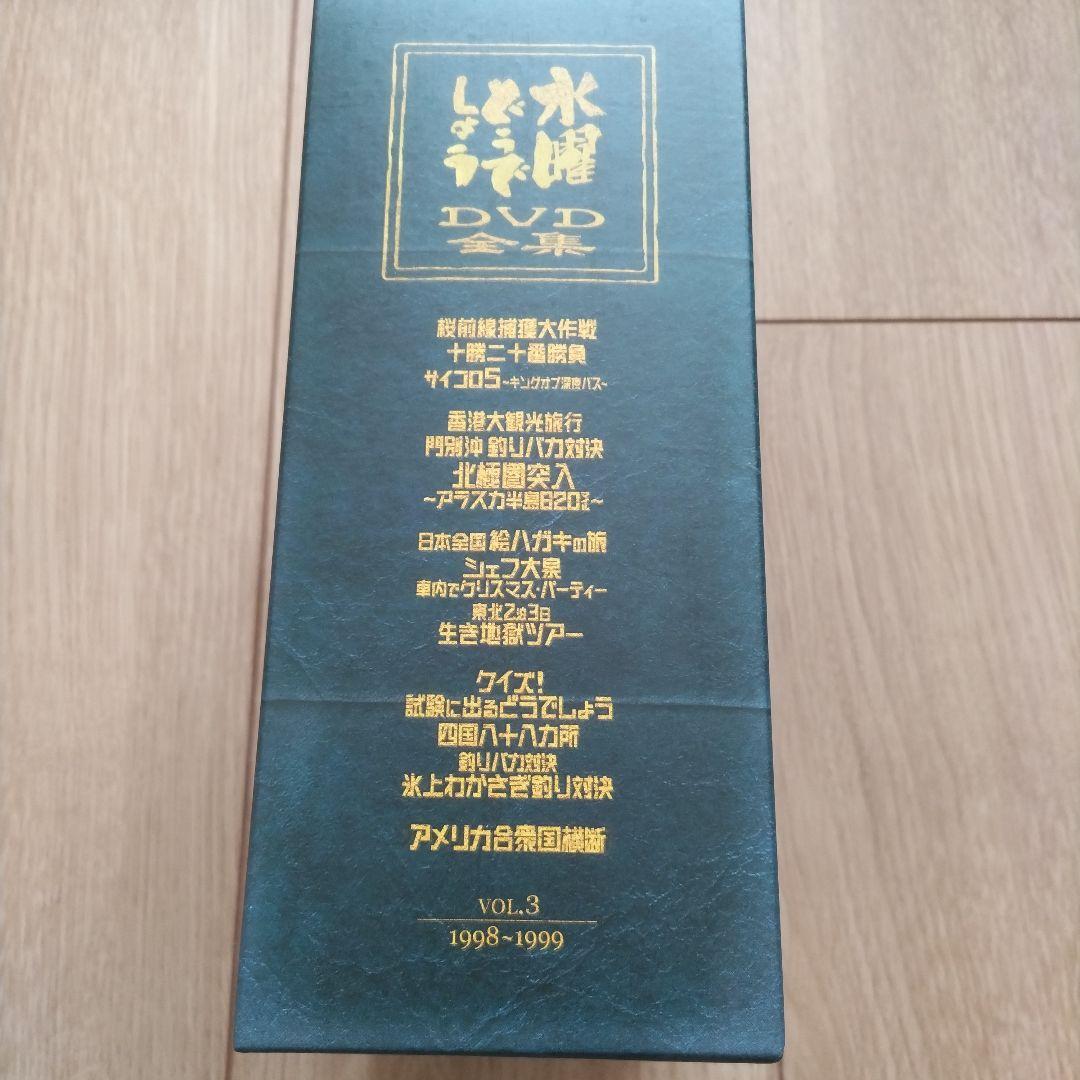 水曜
どうで
しょう
DVD
全集
桜前線捕獲大作戦
十勝二十番勝負
サイコロ5~キングオブ深夜バス~
香港大観光旅行
門別沖 釣りバカ対決
北極圏突入
~アラスカ半島620マイル~
日本全国 絵ハガキの旅
シェフ大泉
車内でクリスマス・パーティー
東北2泊3日
生き地獄ツアー
クイズ!
試験に出るどうでしょう
四国八十八カ所
釣りバカ対決
氷上わかさぎ釣り対決
アメリカ合衆国横断
VOL.3
1998~1999